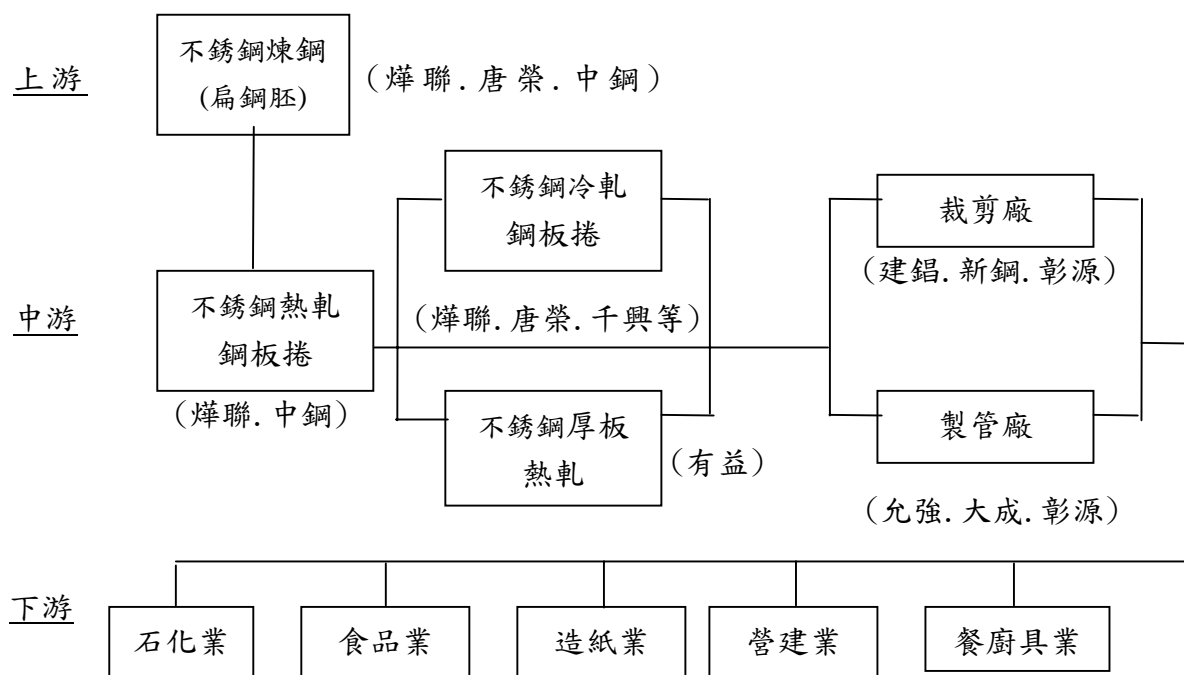 上游
不銹鋼煉鋼
(扁鋼胚)
(燁聯.唐榮.中鋼)
中游
不銹鋼熱軋
鋼板捲
(燁聯.中鋼)
不銹鋼冷軋
鋼板捲
(燁聯.唐榮.千興等)
不銹鋼厚板
熱軋
(有益)
裁剪廠
(建錩.新鋼.彰源)
製管廠
(允強.大成.彰源)
下游
石化業
食品業
造紙業
營建業
餐廚具業